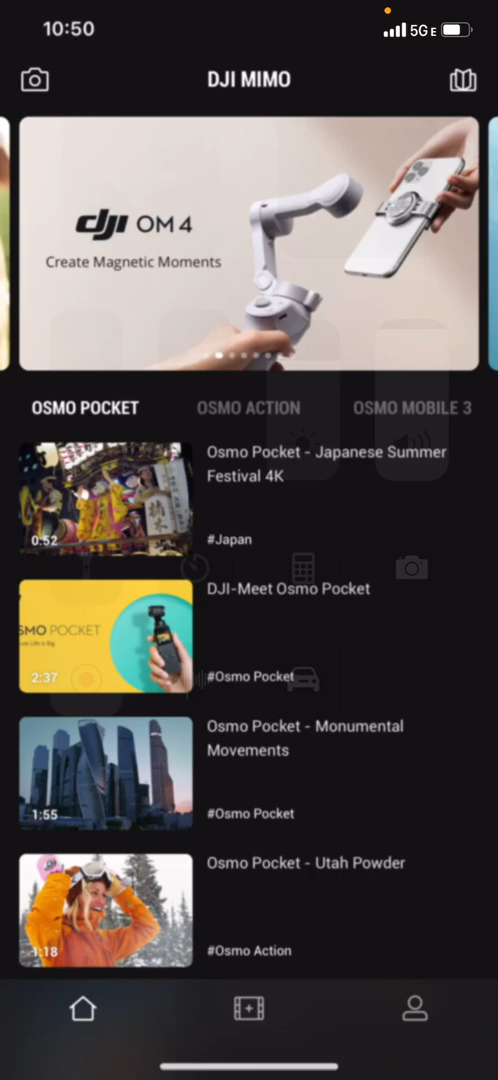 10:50
5G E
DJI MIMO
dji OM 4
Create Magnetic Moments
OSMO POCKET
OSMO ACTION
OSMO MOBILE 3
Osmo Pocket - Japanese Summer
Festival 4K
0:52
#Japan
DJI-Meet Osmo Pocket
SMO POCKET
2:37
#Osmo Pocket
Osmo Pocket - Monumental
Movements
1:55
#Osmo Pocket
Osmo Pocket - Utah Powder
1:18
#Osmo Action